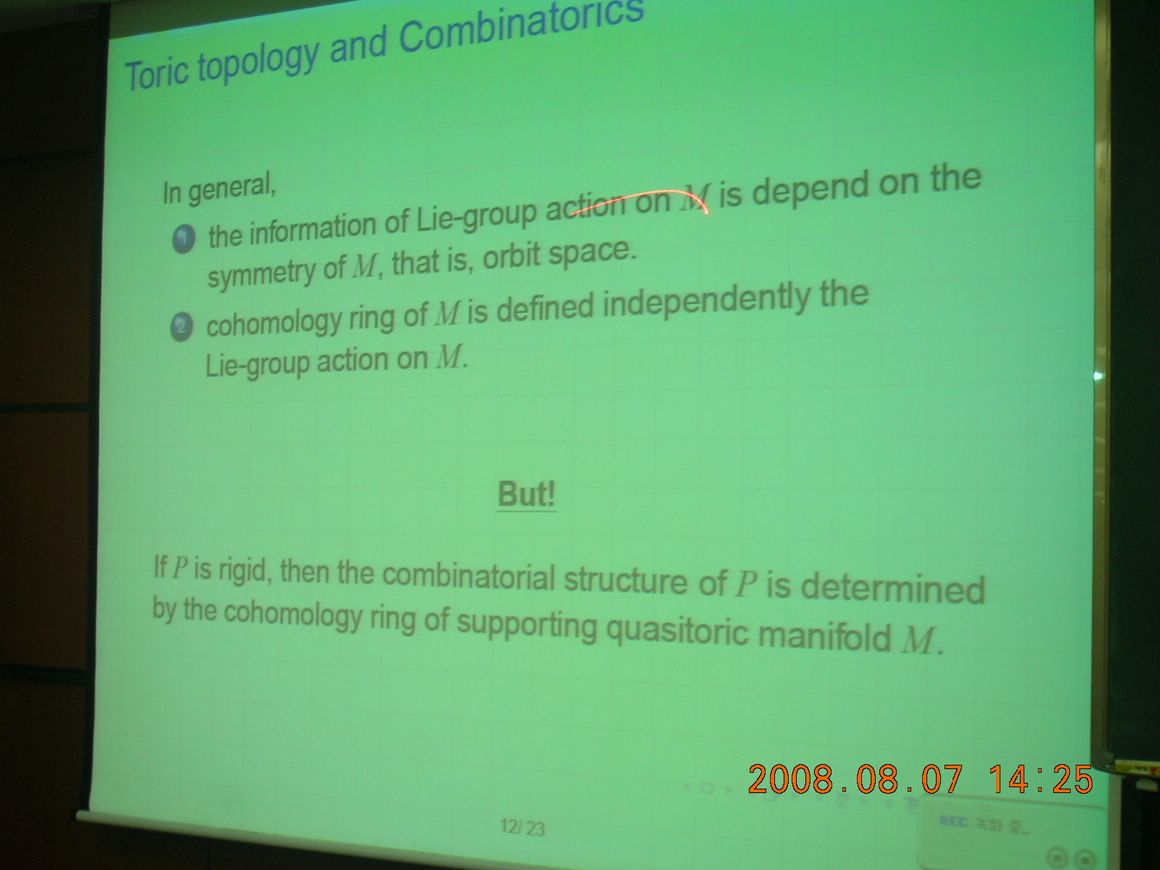 Toric topology and Combinatorics
In general,
1 the information of Lie-group action on M is depend on the
symmetry of M, that is, orbit space.
2 cohomology ring of M is defined independently the
Lie-group action on M.
But!
If P is rigid, then the combinatorial structure of P is determined
by the cohomology ring of supporting quasitoric manifold M.
2008.08.07 14:25
12/ 23
REC 녹화 중..